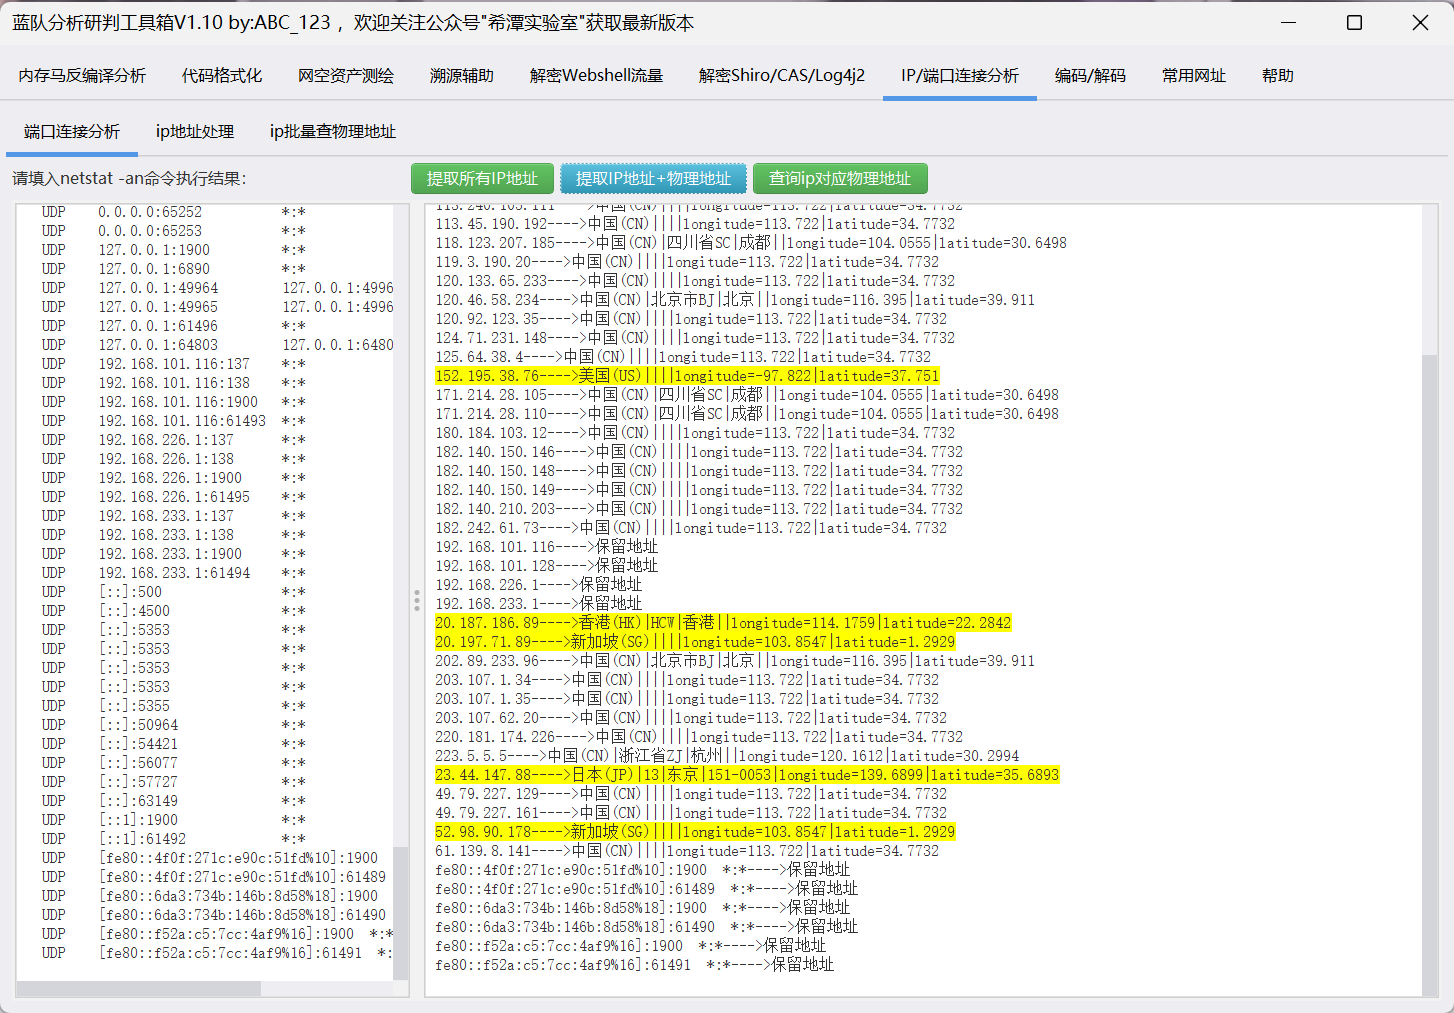 蓝队分析研判工具箱V1.10 by:ABC_123 ，欢迎关注公众号"希潭实验室"获取最新版本
内存马反编译分析 代码格式化 网空资产测绘 溯源辅助 解密Webshell流量 解密Shiro/CAS/Log4j2 IP/端口连接分析 编码/解码 常用网址 帮助
端口连接分析 ip地址处理 ip批量查物理地址
请填入netstat -an命令执行结果:
提取所有IP地址 提取IP地址+物理地址 查询ip对应物理地址
UDP 0.0.0.0:65252 *:*
UDP 0.0.0.0:65253 *:*
UDP 127.0.0.1:1900 *:*
UDP 127.0.0.1:6890 *:*
UDP 127.0.0.1:49964 127.0.0.1:4996
UDP 127.0.0.1:49965 127.0.0.1:4996
UDP 127.0.0.1:61496 *:*
UDP 127.0.0.1:64803 127.0.0.1:6480
UDP 192.168.101.116:137 *:*
UDP 192.168.101.116:138 *:*
UDP 192.168.101.116:1900 *:*
UDP 192.168.101.116:61493 *:*
UDP 192.168.226.1:137 *:*
UDP 192.168.226.1:138 *:*
UDP 192.168.226.1:1900 *:*
UDP 192.168.226.1:61495 *:*
UDP 192.168.233.1:137 *:*
UDP 192.168.233.1:138 *:*
UDP 192.168.233.1:1900 *:*
UDP 192.168.233.1:61494 *:*
UDP [::]:500 *:*
UDP [::]:4500 *:*
UDP [::]:5353 *:*
UDP [::]:5353 *:*
UDP [::]:5353 *:*
UDP [::]:5353 *:*
UDP [::]:5355 *:*
UDP [::]:50964 *:*
UDP [::]:54421 *:*
UDP [::]:56077 *:*
UDP [::]:57727 *:*
UDP [::]:63149 *:*
UDP [::1]:1900 *:*
UDP [::1]:61492 *:*
UDP [fe80::4f0f:271c:e90c:51fd%10]:1900
UDP [fe80::4f0f:271c:e90c:51fd%10]:61489
UDP [fe80::6da3:734b:146b:8d58%18]:1900
UDP [fe80::6da3:734b:146b:8d58%18]:61490
UDP [fe80::f52a:c5:7cc:4af9%16]:1900 *:*
UDP [fe80::f52a:c5:7cc:4af9%16]:61491 *:
113.240.105.111---->中国(CN)||||longitude=113.722|latitude=34.7732
113.45.190.192---->中国(CN)||||longitude=113.722|latitude=34.7732
118.123.207.185---->中国(CN)|四川省SC|成都||longitude=104.0555|latitude=30.6498
119.3.190.20---->中国(CN)||||longitude=113.722|latitude=34.7732
120.133.65.233---->中国(CN)||||longitude=113.722|latitude=34.7732
120.46.58.234---->中国(CN)|北京市BJ|北京||longitude=116.395|latitude=39.911
120.92.123.35---->中国(CN)||||longitude=113.722|latitude=34.7732
124.71.231.148---->中国(CN)||||longitude=113.722|latitude=34.7732
125.64.38.4---->中国(CN)||||longitude=113.722|latitude=34.7732
152.195.38.76---->美国(US)||||longitude=-97.822|latitude=37.751
171.214.28.105---->中国(CN)|四川省SC|成都||longitude=104.0555|latitude=30.6498
171.214.28.110---->中国(CN)|四川省SC|成都||longitude=104.0555|latitude=30.6498
180.184.103.12---->中国(CN)||||longitude=113.722|latitude=34.7732
182.140.150.146---->中国(CN)||||longitude=113.722|latitude=34.7732
182.140.150.148---->中国(CN)||||longitude=113.722|latitude=34.7732
182.140.150.149---->中国(CN)||||longitude=113.722|latitude=34.7732
182.140.210.203---->中国(CN)||||longitude=113.722|latitude=34.7732
182.242.61.73---->中国(CN)||||longitude=113.722|latitude=34.7732
192.168.101.116---->保留地址
192.168.101.128---->保留地址
192.168.226.1---->保留地址
192.168.233.1---->保留地址
20.187.186.89---->香港(HK)|HCW|香港||longitude=114.1759|latitude=22.2842
20.197.71.89---->新加坡(SG)||||longitude=103.8547|latitude=1.2929
202.89.233.96---->中国(CN)|北京市BJ|北京||longitude=116.395|latitude=39.911
203.107.1.34---->中国(CN)||||longitude=113.722|latitude=34.7732
203.107.1.35---->中国(CN)||||longitude=113.722|latitude=34.7732
203.107.62.20---->中国(CN)||||longitude=113.722|latitude=34.7732
220.181.174.226---->中国(CN)||||longitude=113.722|latitude=34.7732
223.5.5.5---->中国(CN)|浙江省ZJ|杭州||longitude=120.1612|latitude=30.2994
23.44.147.88---->日本(JP)|13|东京|151-0053|longitude=139.6899|latitude=35.6893
49.79.227.129---->中国(CN)||||longitude=113.722|latitude=34.7732
49.79.227.161---->中国(CN)||||longitude=113.722|latitude=34.7732
52.98.90.178---->新加坡(SG)||||longitude=103.8547|latitude=1.2929
61.139.8.141---->中国(CN)||||longitude=113.722|latitude=34.7732
fe80::4f0f:271c:e90c:51fd%10]:1900 *:*---->保留地址
fe80::4f0f:271c:e90c:51fd%10]:61489 *:*---->保留地址
fe80::6da3:734b:146b:8d58%18]:1900 *:*---->保留地址
fe80::6da3:734b:146b:8d58%18]:61490 *:*---->保留地址
fe80::f52a:c5:7cc:4af9%16]:1900 *:*---->保留地址
fe80::f52a:c5:7cc:4af9%16]:61491 *:*---->保留地址